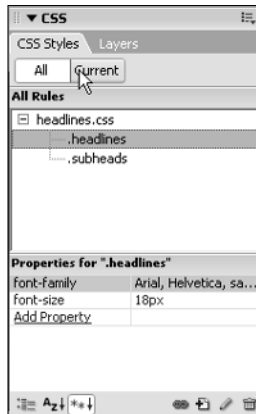 ▼ CSS
CSS Styles Layers
All Current
All Rules
headlines.css
.headlines
.subheads
Properties for ".headlines"
font-family Arial, Helvetica, sa...
font-size 18px
Add Property
Az↓ **↓